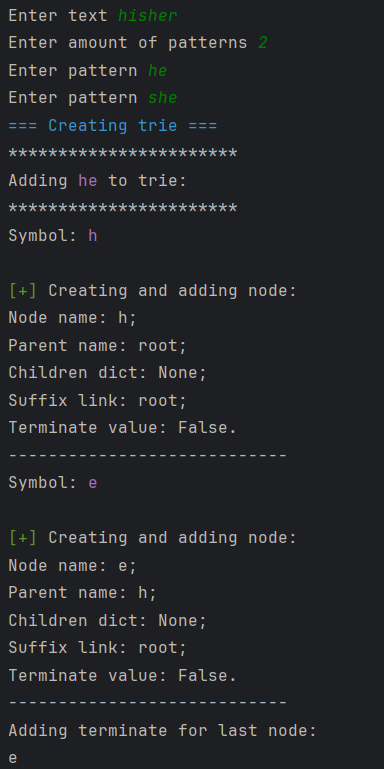 Enter text hisher
Enter amount of patterns 2
Enter pattern he
Enter pattern she
=== Creating trie ===
***********************
Adding he to trie:
***********************
Symbol: h
[+] Creating and adding node:
Node name: h;
Parent name: root;
Children dict: None;
Suffix link: root;
Terminate value: False.
----------------------------
Symbol: e
[+] Creating and adding node:
Node name: e;
Parent name: h;
Children dict: None;
Suffix link: root;
Terminate value: False.
----------------------------
Adding terminate for last node:
e